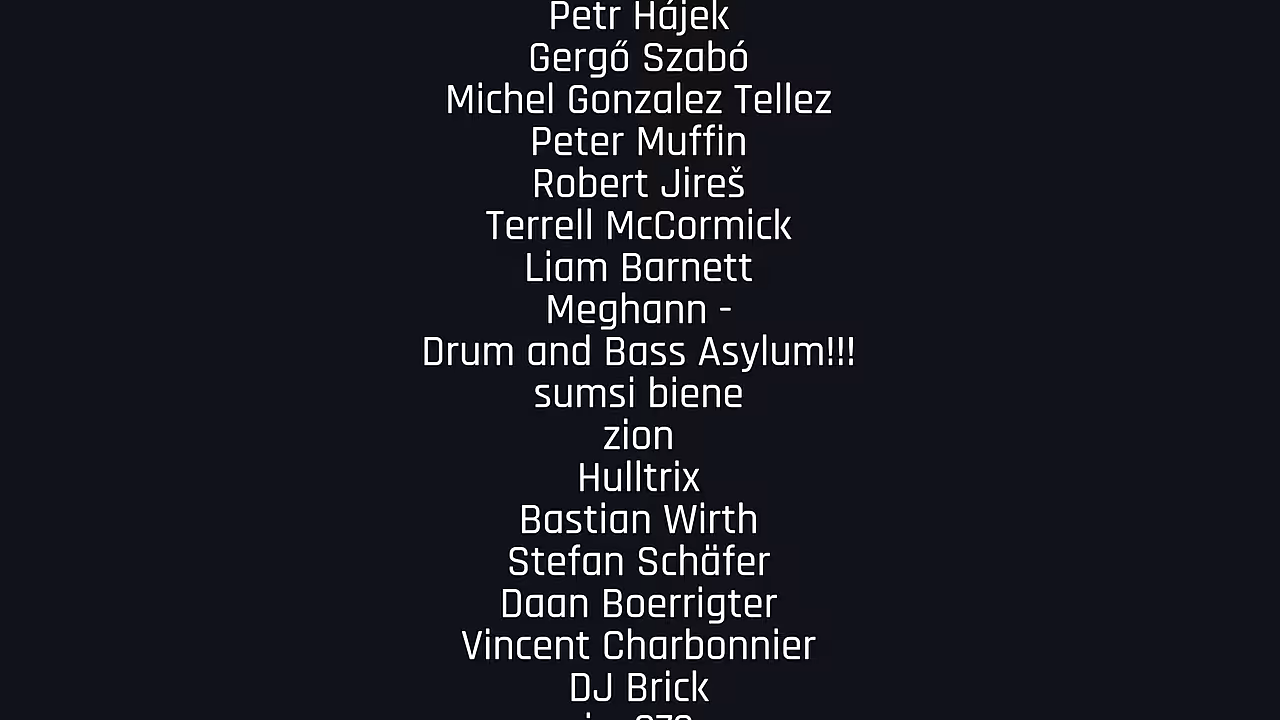 Petr Hájek
Gergő Szabó
Michel Gonzalez Tellez
Peter Muffin
Robert Jireš
Terrell McCormick
Liam Barnett
Meghann -
Drum and Bass Asylum!!!
sumsi biene
zion
Hulltrix
Bastian Wirth
Stefan Schäfer
Daan Boerrigter
Vincent Charbonnier
DJ Brick